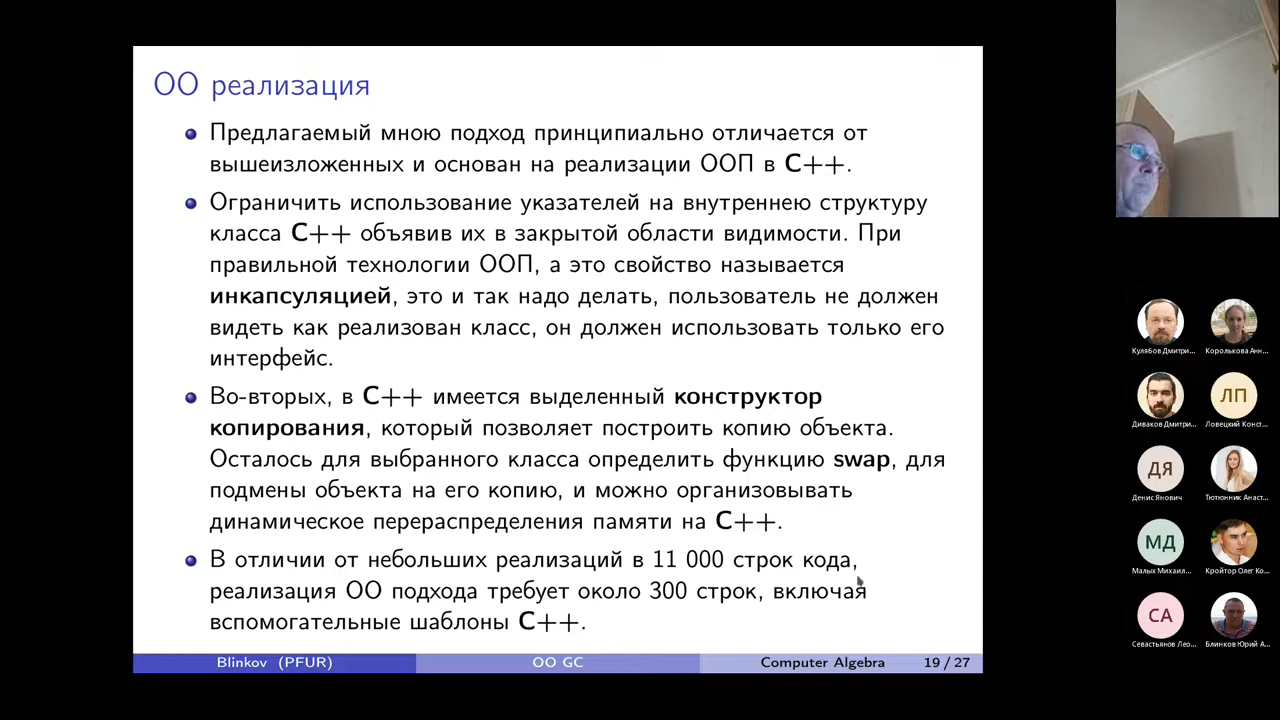 ОО реализация
Предлагаемый мною подход принципиально отличается от
вышеизложенных и основан на реализации ООП в C++.
Ограничить использование указателей на внутреннею структуру
класса C++ объявив их в закрытой области видимости. При
правильной технологии ООП, а это свойство называется
инкапсуляцией, это и так надо делать, пользователь не должен
видеть как реализован класс, он должен использовать только его
интерфейс.
Во-вторых, в C++ имеется выделенный конструктор
копирования, который позволяет построить копию объекта.
Осталось для выбранного класса определить функцию swap, для
подмены объекта на его копию, и можно организовывать
динамическое перераспределения памяти на C++.
В отличии от небольших реализаций в 11 000 строк кода,
реализация ОО подхода требует около 300 строк, включая
вспомогательные шаблоны C++.
Blinkov (PFUR) OO GC Computer Algebra 19 / 27
Кулябов Дмитри... Королькова Анн...
ЛП
Диваков Дмитри... Ловецкий Конст...
ДЯ
Денис Янович Тютюнник Анаст...
МД
Малых Михаил... Кройтор Олег Ко...
СА
Севастьянов Лео... Блинков Юрий А...